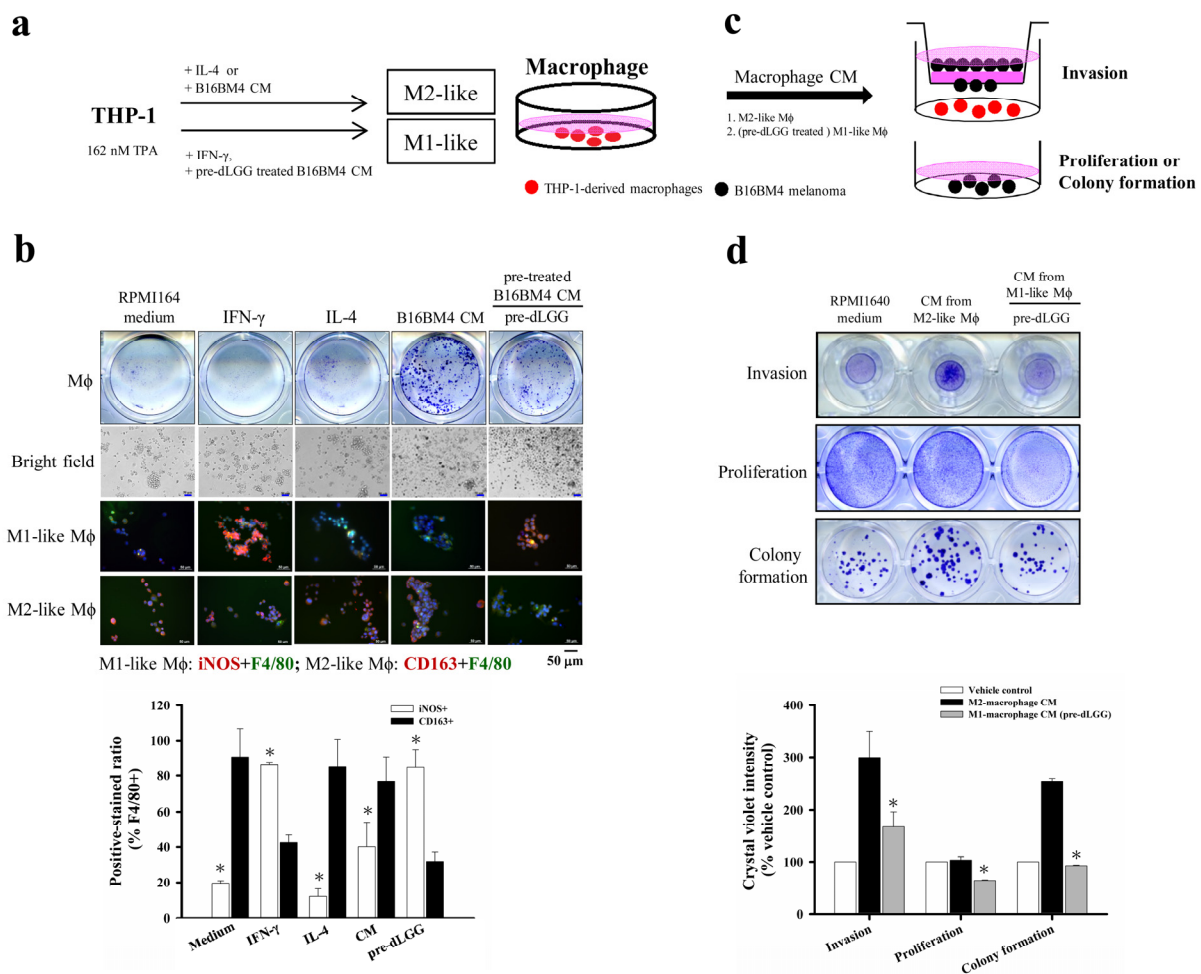 a
THP-1
162 nM TPA
+ IL-4 or
+ B16BM4 CM
+ IFN-γ,
+ pre-dLGG treated B16BM4 CM
M2-like
M1-like
Macrophage
THP-1-derived macrophages
B16BM4 melanoma
c
Macrophage CM
1. M2-like Mϕ
2. (pre-dLGG treated ) M1-like Mϕ
Invasion
Proliferation or
Colony formation
b
RPMI164
medium
IFN-γ
IL-4
B16BM4 CM
pre-treated
B16BM4 CM
pre-dLGG
Mϕ
Bright field
M1-like Mϕ
M2-like Mϕ
M1-like Mϕ: iNOS+F4/80; M2-like Mϕ: CD163+F4/80
50 μm
Positive-stained ratio
(% F4/80+)
120
100
80
60
40
20
0
iNOS+
CD163+
*
*
*
*
*
Medium
IFN-γ
IL-4
CM
pre-dLGG
d
RPMI1640
medium
CM from
M2-like Mϕ
CM from
M1-like Mϕ
pre-dLGG
Invasion
Proliferation
Colony
formation
Crystal violet intensity
(% vehicle control)
400
300
200
100
0
Vehicle control
M2-macrophage CM
M1-macrophage CM (pre-dLGG)
*
*
*
Invasion
Proliferation
Colony formation